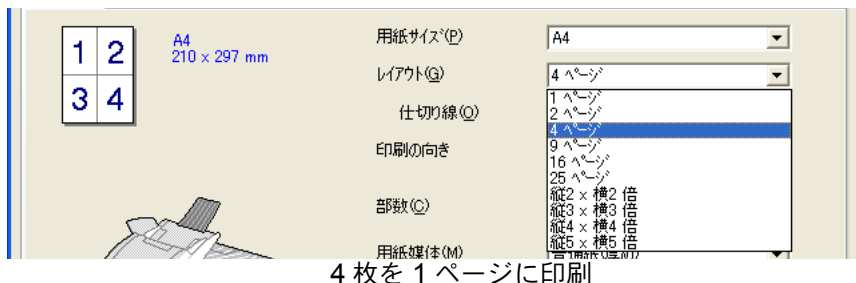 1 2
3 4
A4
210 x 297 mm
用紙サイズ(P)
A4
レイアウト(G)
4 ページ
1 ページ
2 ページ
4 ページ
9 ページ
16 ページ
25 ページ
縦2 x 横2 倍
縦3 x 横3 倍
縦4 x 横4 倍
縦5 x 横5 倍
仕切り線(O)
印刷の向き
部数(C)
用紙媒体(M)
4 枚を 1 ページに印刷